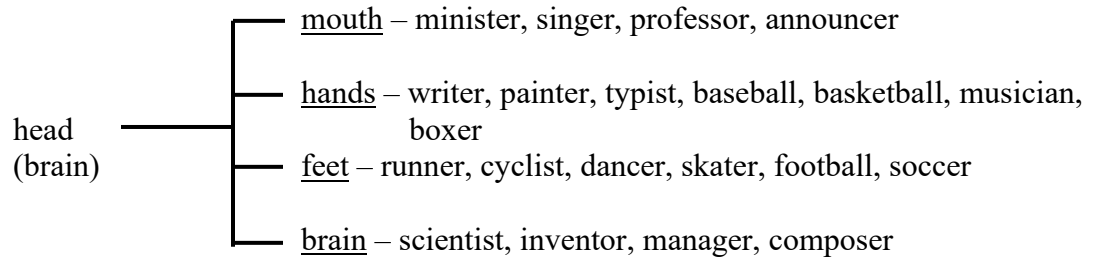 mouth – minister, singer, professor, announcer
hands – writer, painter, typist, baseball, basketball, musician,
boxer
head
(brain)
feet – runner, cyclist, dancer, skater, football, soccer
brain – scientist, inventor, manager, composer